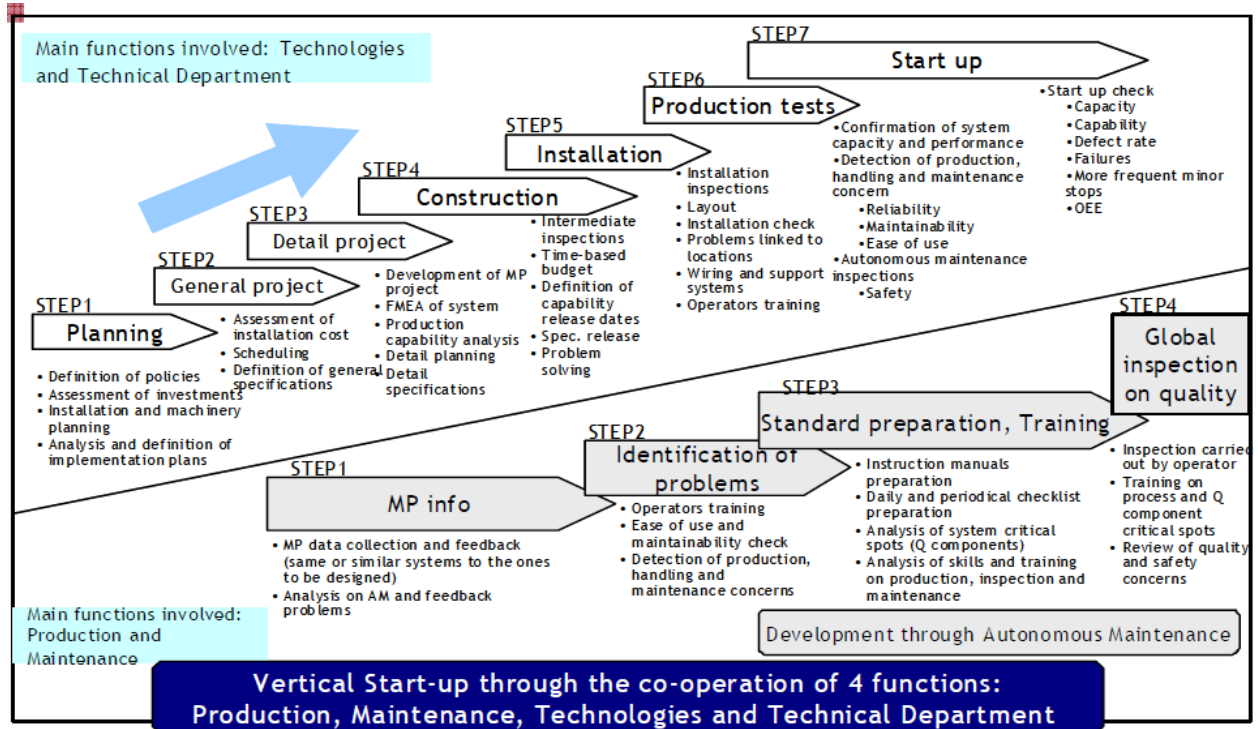 Main functions involved: Technologies
and Technical Department
STEP7
Start up
• Start up check
• Capacity
• Capability
• Defect rate
• Failures
• More frequent minor
stops
• OEE
STEP6
Production tests
• Confirmation of system
capacity and performance
• Detection of production,
handling and maintenance
concern
• Reliability
• Maintainability
• Ease of use
• Autonomous maintenance
inspections
• Safety
STEP5
Installation
• Installation
inspections
• Layout
• Installation check
• Problems linked to
locations
• Wiring and support
systems
• Operators training
STEP4
Construction
• Intermediate
inspections
• Time-based
budget
• Definition of
capability
release dates
• Spec. release
• Problem
solving
STEP3
Detail project
• Development of MP
project
• FMEA of system
• Production
capability analysis
• Detail planning
• Detail
specifications
STEP2
General project
• Assessment of
installation cost
• Scheduling
• Definition of general
specifications
STEP1
Planning
• Definition of policies
• Assessment of investments
• Installation and machinery
planning
• Analysis and definition of
implementation plans
STEP1
MP info
• MP data collection and feedback
(same or similar systems to the ones
to be designed)
• Analysis on AM and feedback
problems
STEP2
Identification of
problems
• Operators training
• Ease of use and
maintainability check
• Detection of production,
handling and
maintenance concerns
STEP3
Standard preparation, Training
• Instruction manuals
preparation
• Daily and periodical checklist
preparation
• Analysis of system critical
spots (Q components)
• Analysis of skills and training
on production, inspection and
maintenance
STEP4
Global
inspection
on quality
• Inspection carried
out by operator
• Training on
process and Q
component
critical spots
• Review of quality
and safety
concerns
Main functions involved:
Production and
Maintenance
Development through Autonomous Maintenance
Vertical Start-up through the co-operation of 4 functions:
Production, Maintenance, Technologies and Technical Department